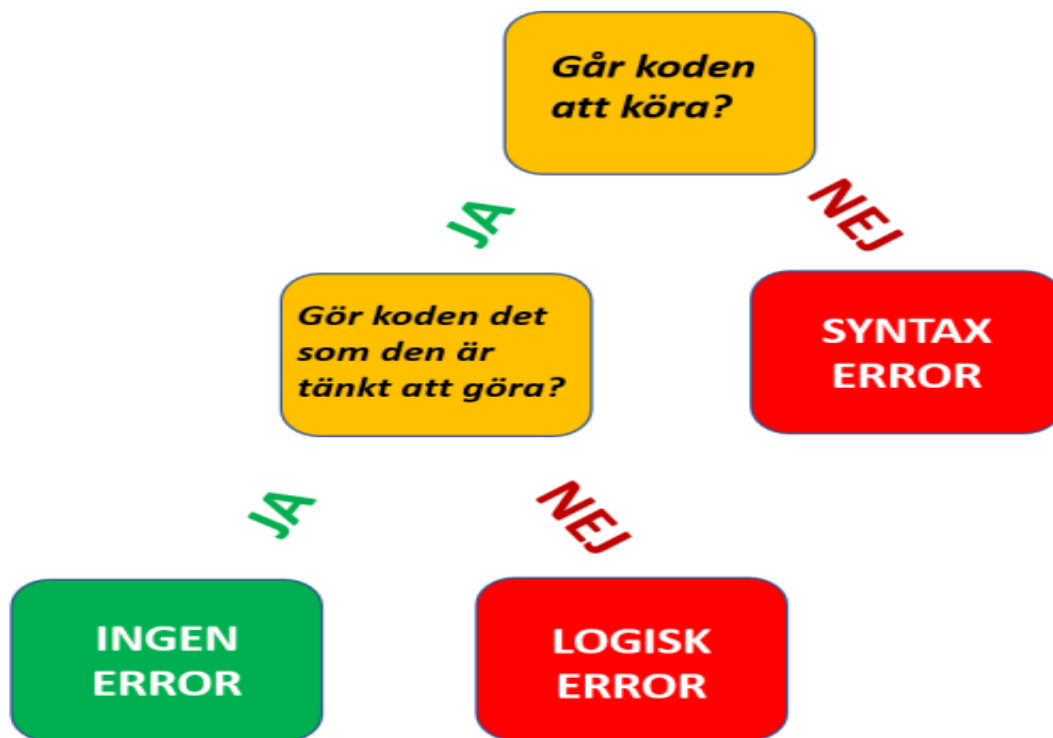 Går koden
att köra?
JA
NEJ
Gör koden det
som den är
tänkt att göra?
SYNTAX
ERROR
JA
NEJ
INGEN
ERROR
LOGISK
ERROR